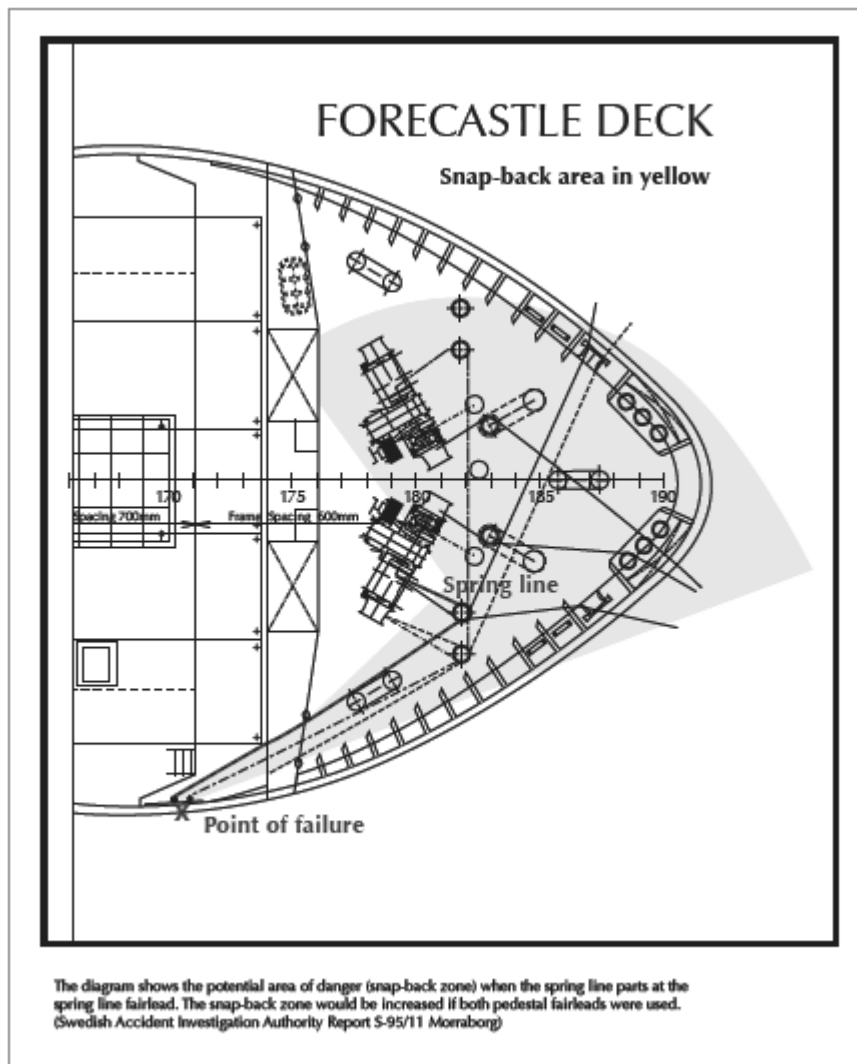 FORECASTLE DECK
Snap-back area in yellow
170
175
180
185
190
Spacing 700mm
Frame Spacing 600mm
Spring line
X
Point of failure
The diagram shows the potential area of danger (snap-back zone) when the spring line parts at the
spring line fairlead. The snap-back zone would be increased if both pedestal fairleads were used.
(Swedish Accident Investigation Authority Report S-95/11 Morraborg)